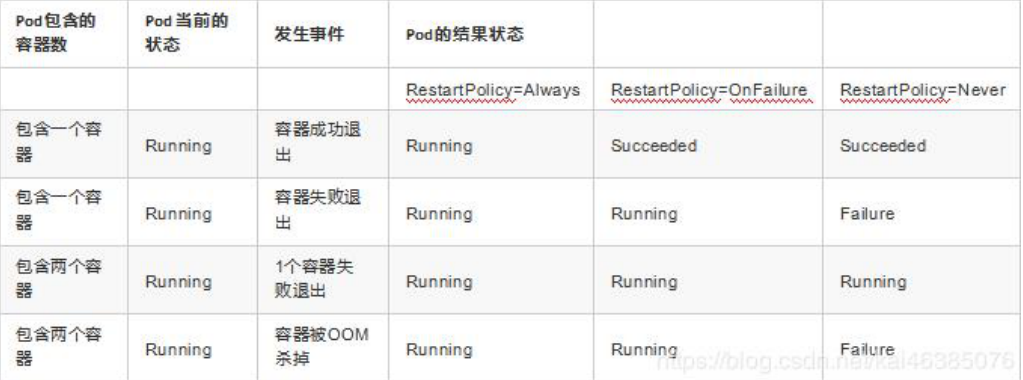 Pod包含的
容器数
Pod 当前的
状态
发生事件
Pod的结果状态
RestartPolicy=Always
RestartPolicy=OnFailure
RestartPolicy=Never
包含一个容
器
Running
容器成功退
出
Running
Succeeded
Succeeded
包含一个容
器
Running
容器失败退
出
Running
Running
Failure
包含两个容
器
Running
1个容器失
败退出
Running
Running
Running
包含两个容
器
Running
容器被OOM
杀掉
Running
Running
Failure
https://blog.csdn.net/kal46385076